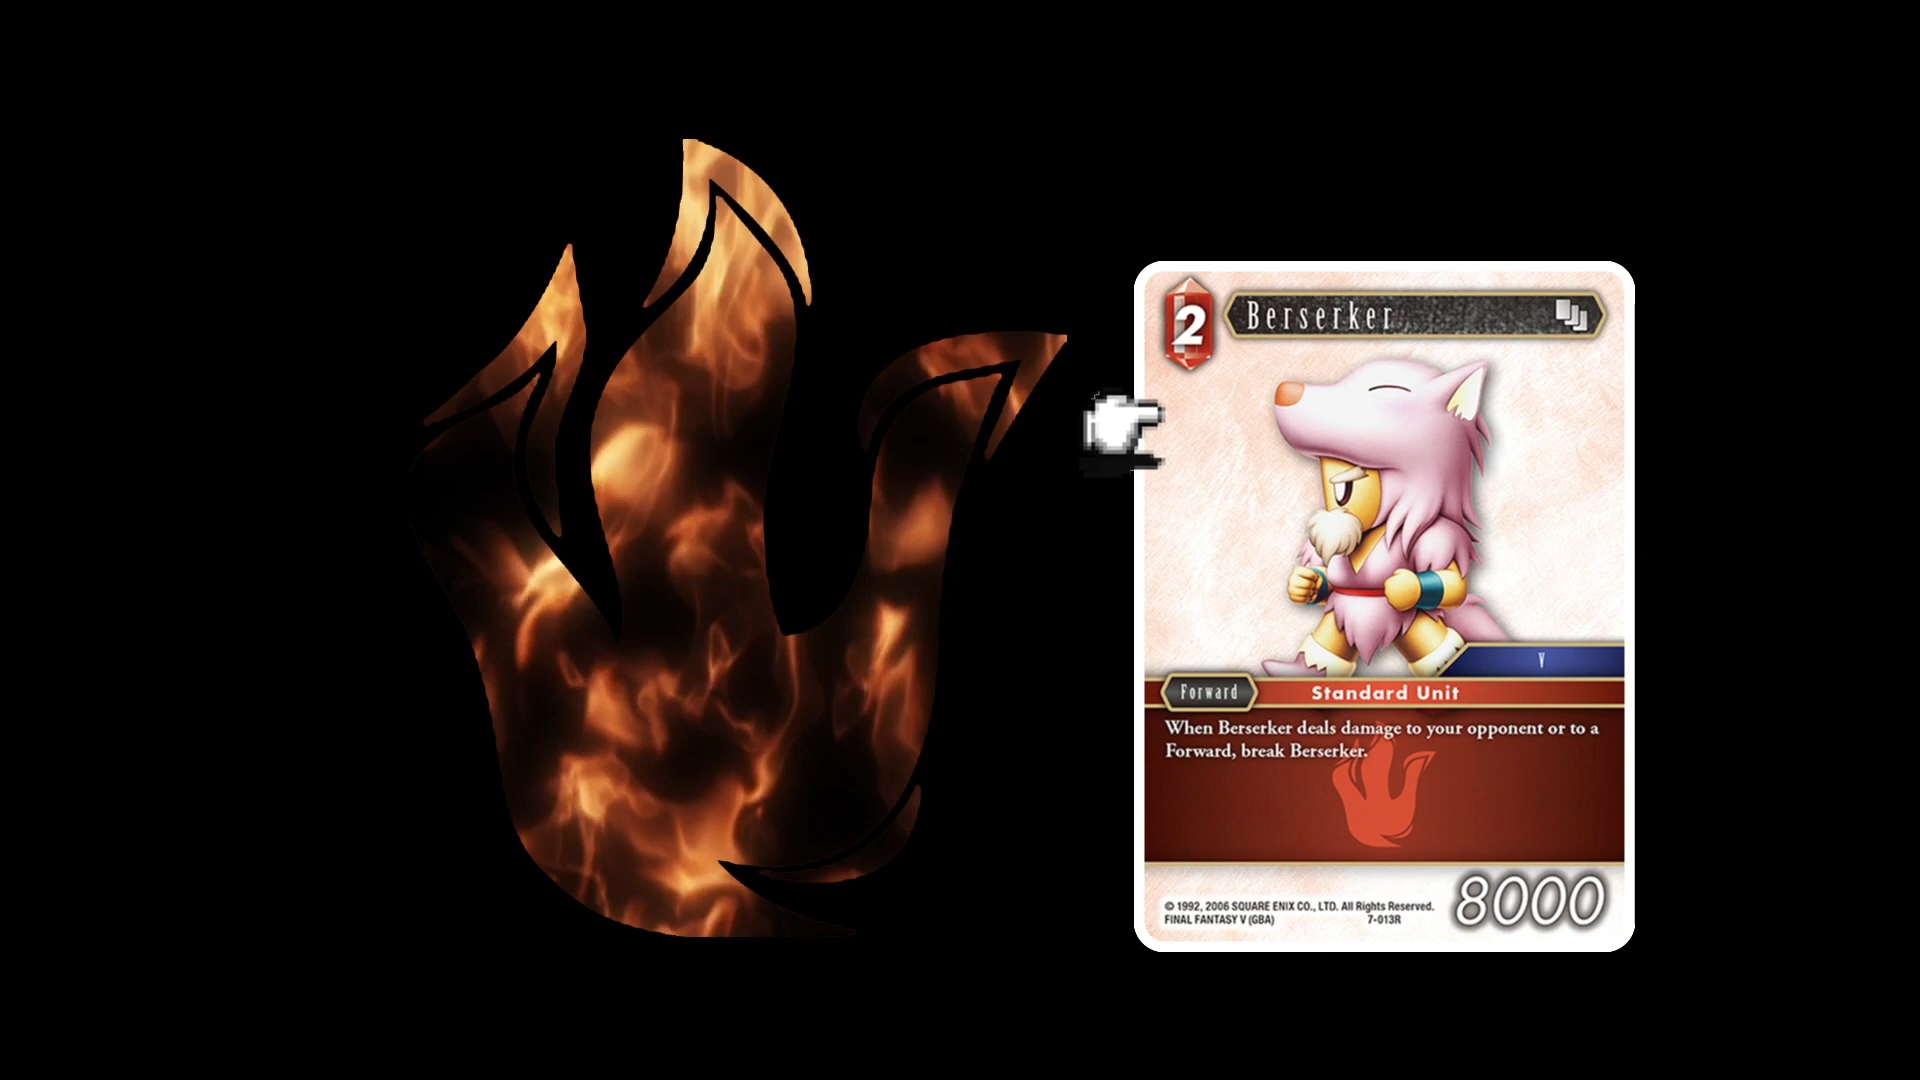 2
Berserker
V
Forward
Standard Unit
When Berserker deals damage to your opponent or to a
Forward, break Berserker.
8000
© 1992, 2006 SQUARE ENIX CO., LTD. All Rights Reserved.
FINAL FANTASY V (GBA) 7-013R